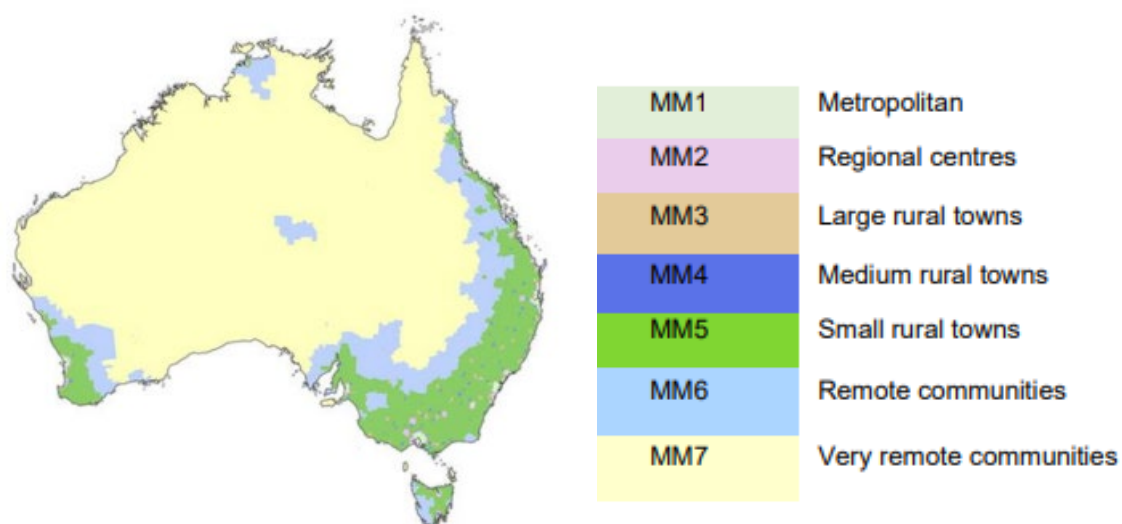 MM1 Metropolitan
MM2 Regional centres
MM3 Large rural towns
MM4 Medium rural towns
MM5 Small rural towns
MM6 Remote communities
MM7 Very remote communities